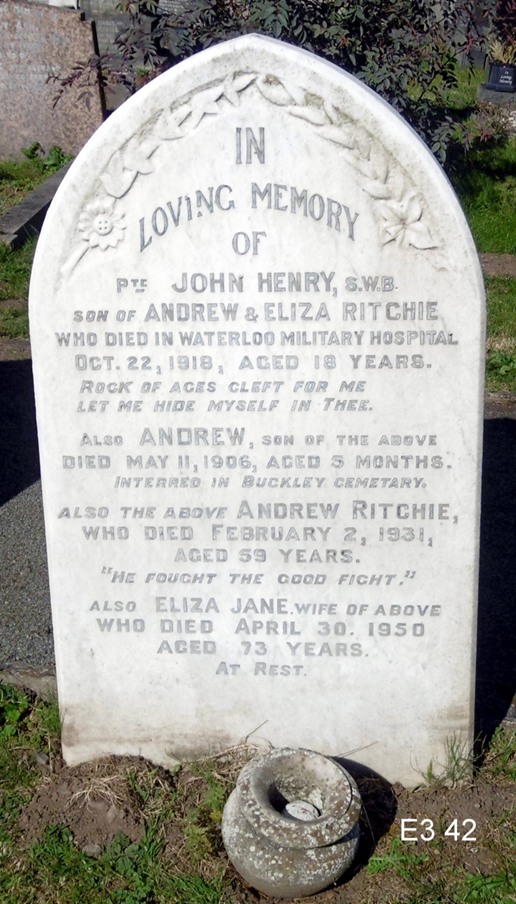 IN
LOVING MEMORY
OF
PTE JOHN HENRY, S.W.B.
SON OF ANDREW & ELIZA RITCHIE
WHO DIED IN WATERLOO MILITARY HOSPITAL
OCT. 22, 1918, AGED 18 YEARS.
ROCK OF AGES CLEFT FOR ME
LET ME HIDE MYSELF IN THEE.
ALSO ANDREW, SON OF THE ABOVE
DIED MAY 11, 1906, AGED 5 MONTHS.
INTERRED IN BUCKLEY CEMETARY.
ALSO THE ABOVE ANDREW RITCHIE,
WHO DIED FEBRUARY 2, 1931,
AGED 59 YEARS.
"HE FOUGHT THE GOOD FIGHT."
ALSO ELIZA JANE. WIFE OF ABOVE
WHO DIED APRIL 30. 1950
AGED 73 YEARS.
AT REST.
E3 42